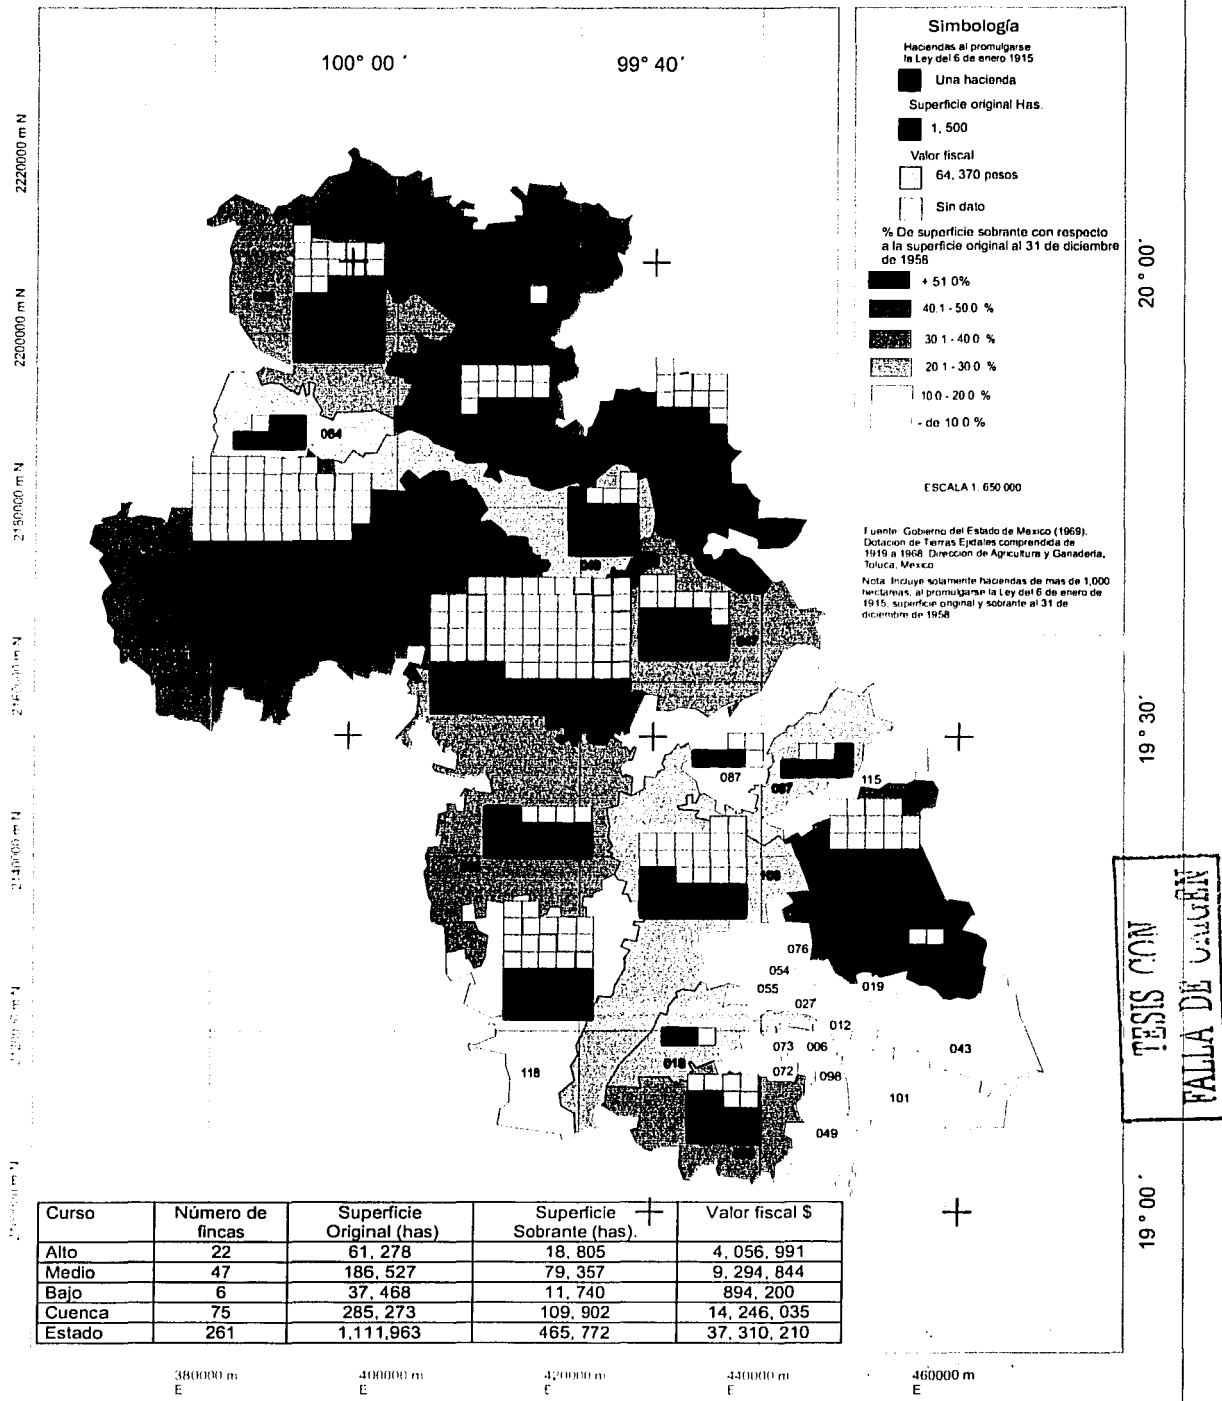 100° 00 ´
99° 40´
Simbología
Haciendas al promulgarse
la Ley del 6 de enero 1915
Una hacienda
Superficie original Has.
1, 500
Valor fiscal
64, 370 pesos
Sin dato
% De superficie sobrante con respecto
a la superficie original al 31 de diciembre
de 1958
+ 51 0%
40.1 - 50.0 %
30 1 - 40 0 %
20 1 - 30 0 %
10 0 - 20 0 %
- de 10 0 %
ESCALA 1: 650 000
Fuente: Gobierno del Estado de Mexico (1969).
Dotacion de Tierras Ejidales comprendida de
1919 a 1968 Direccion de Agricultura y Ganaderia,
Toluca, Mexico
Nota Incluye solamente haciendas de mas de 1,000
hectareas, al promulgarse la Ley del 6 de enero de
1915, superficie original y sobrante al 31 de
diciembre de 1958
2220000 m N
2200000 m N
2180000 m N
2160000 m N
2140000 m N
20 ° 00 ´
19 ° 30 ´
19 ° 00 ´
064
087
115
076
054
055
027
019
012
073
006
043
072
098
101
118
018
049
TESIS CON
FALLA DE
Curso Número de fincas Superficie Original (has) Superficie Sobrante (has). Valor fiscal $
Alto 22 61, 278 18, 805 4, 056, 991
Medio 47 186, 527 79, 357 9, 294, 844
Bajo 6 37, 468 11, 740 894, 200
Cuenca 75 285, 273 109, 902 14, 246, 035
Estado 261 1,111,963 465, 772 37, 310, 210
380000 m
E
400000 m
E
420000 m
E
440000 m
E
460000 m
E